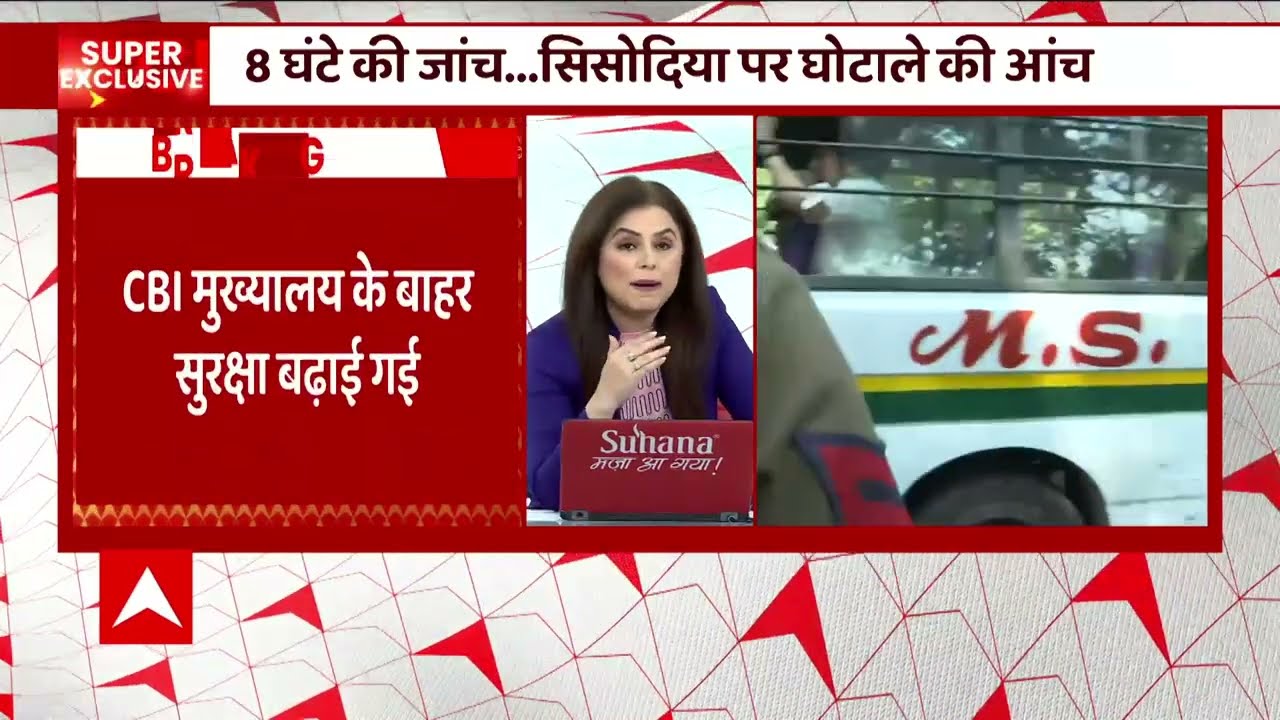 SUPER
EXCLUSIVE
8 घंटे की जांच...सिसोदिया पर घोटाले की आंच
CBI मुख्यालय के बाहर
सुरक्षा बढ़ाई गई
Suhana
मज़ा आ गया!
M.S.